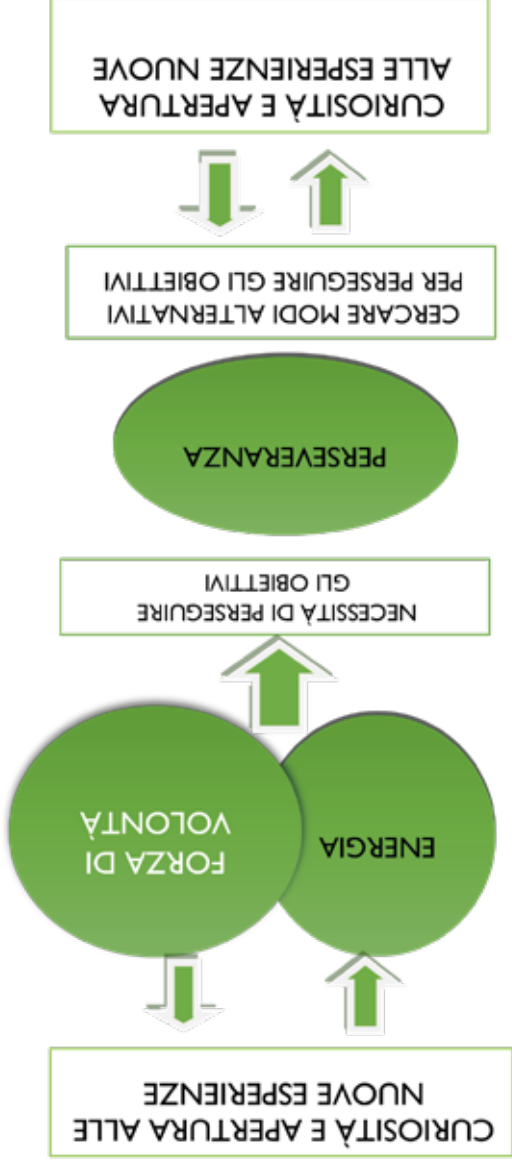 CURIOSITÀ E APERTURA ALLE
NUOVE ESPERIENZE
ENERGIA
FORZA DI
VOLONTÀ
NECESSITÀ DI PERSEGUIRE
GLI OBIETTIVI
PERSEVERANZA
CERCARE MODI ALTERNATIVI
PER PERSEGUIRE GLI OBIETTIVI
CURIOSITÀ E APERTURA
ALLE ESPERIENZE NUOVE